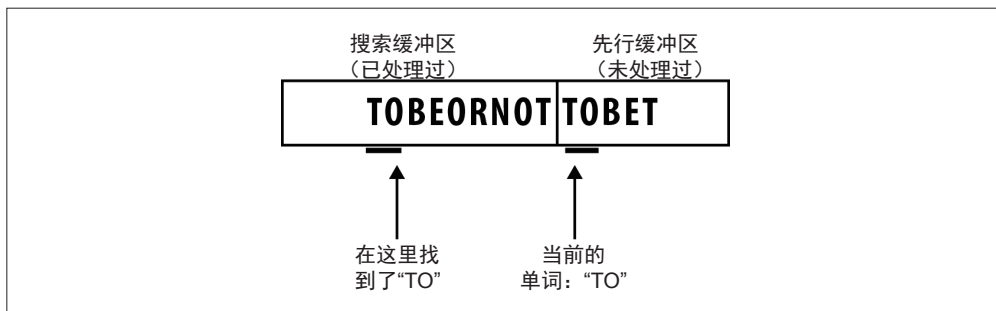 搜索缓冲区
（已处理过）
先行缓冲区
（未处理过）
TOBEORNOT TOBET
在这里找
到了“TO”
当前的
单词：“TO”